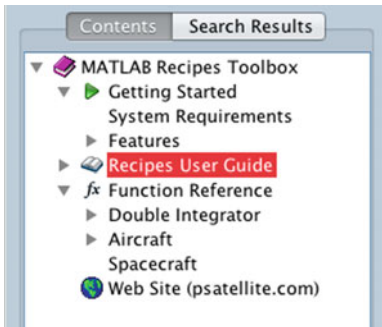 Contents Search Results
MATLAB Recipes Toolbox
Getting Started
System Requirements
Features
Recipes User Guide
fx Function Reference
Double Integrator
Aircraft
Spacecraft
Web Site (psatellite.com)